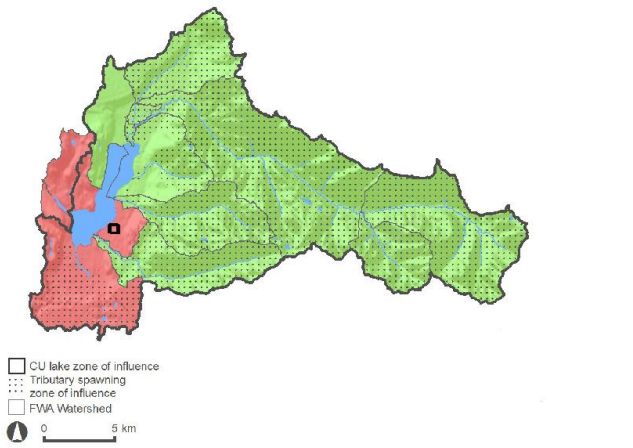 CU lake zone of influence
Tributary spawning
zone of influence
FWA Watershed
0 5 km